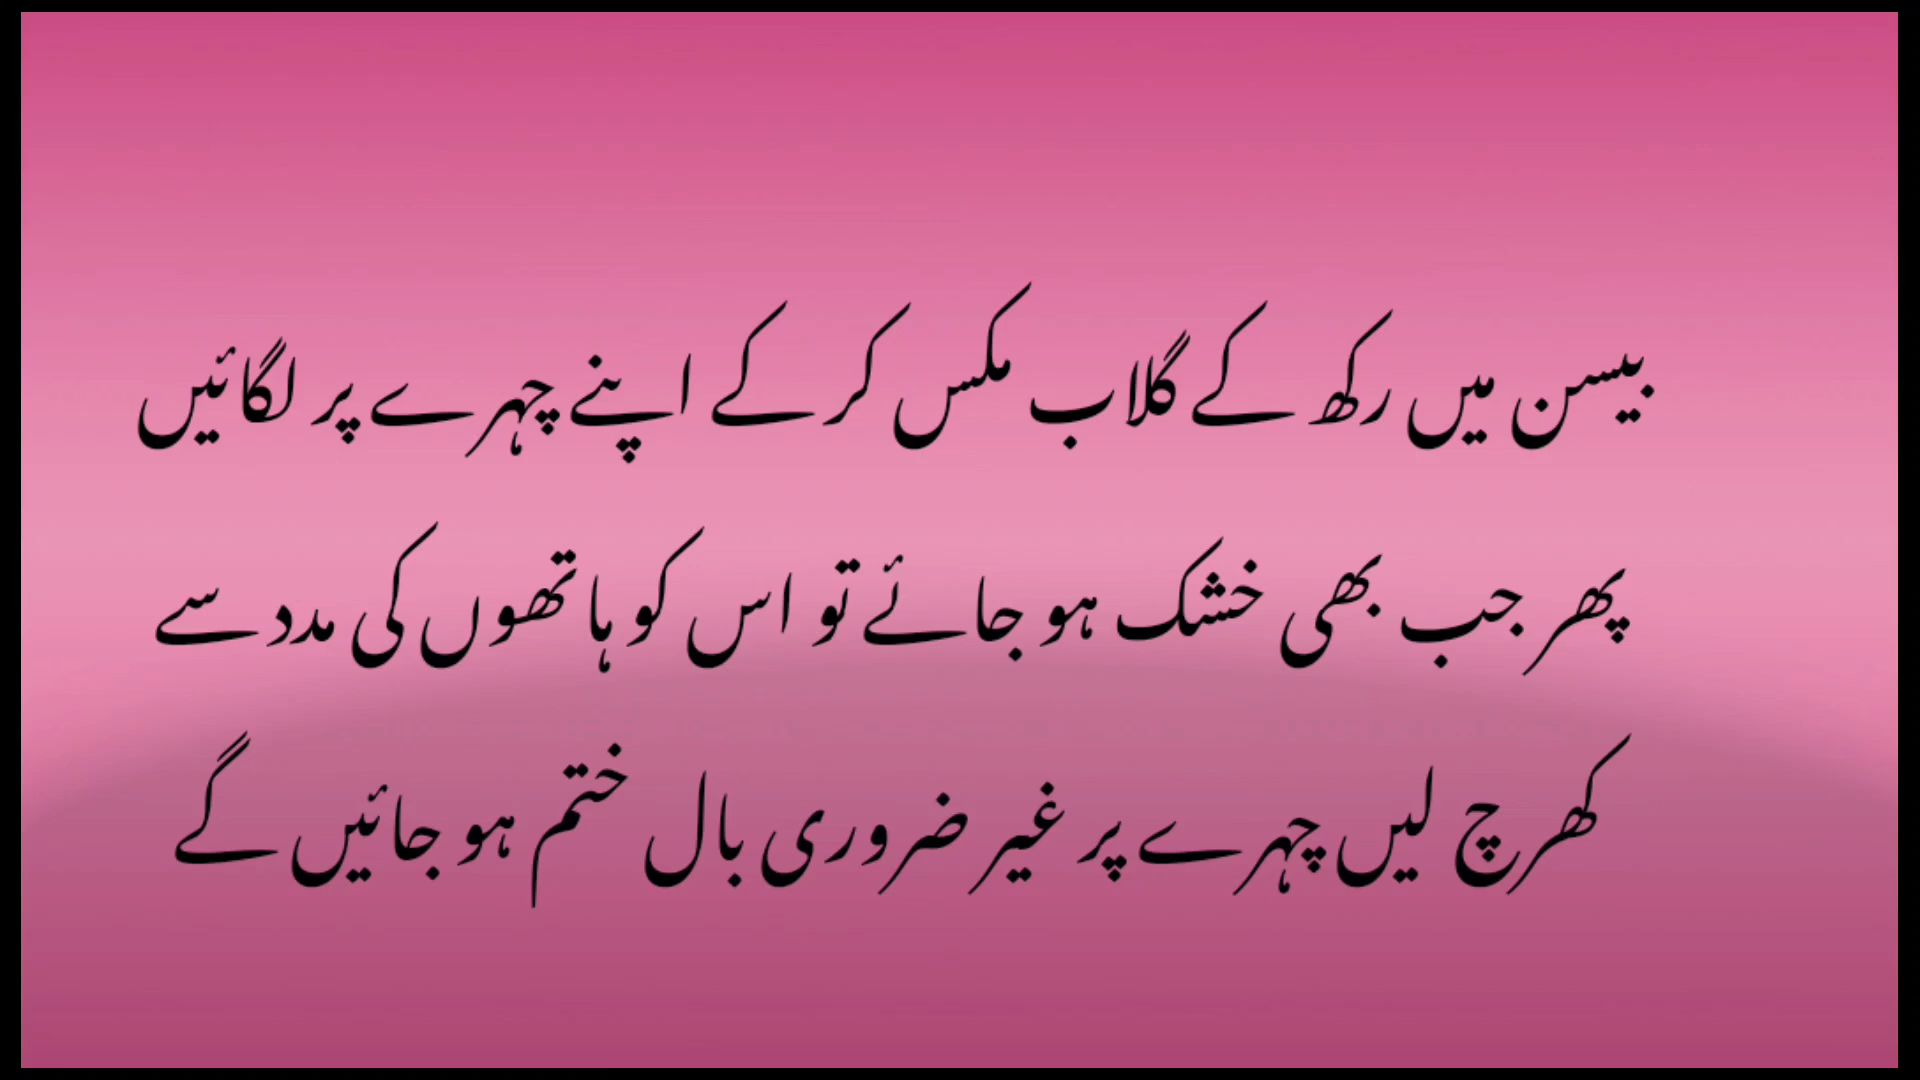 بیسن میں رکھ کے گلاب مکس کر کے اپنے چہرے پر لگائیں
پھر جب بھی خشک ہو جائے تو اس کو ہاتھوں کی مدد سے
کھرچ لیں چہرے پر غیر ضروری بال ختم ہو جائیں گے